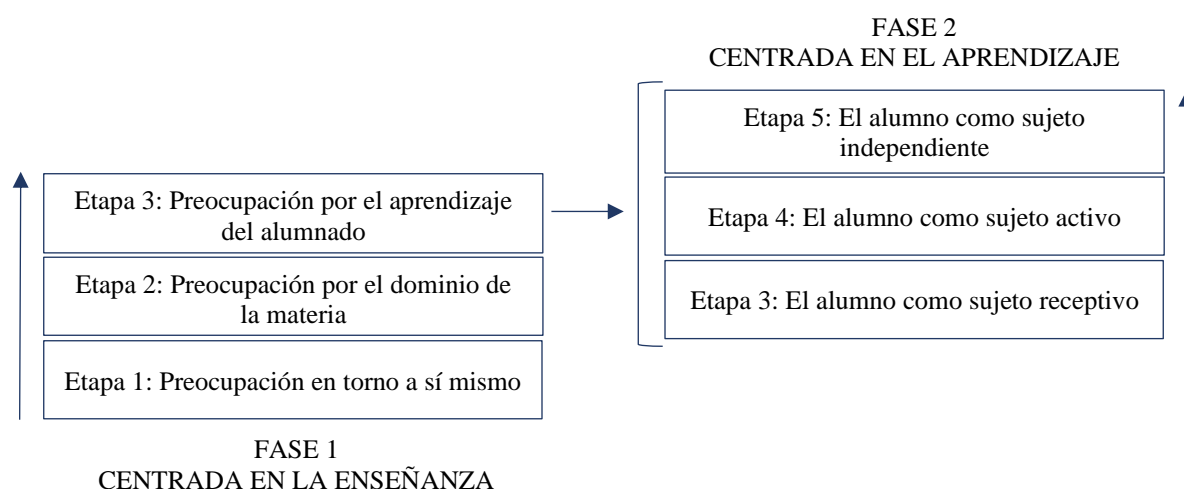 FASE 2
CENTRADA EN EL APRENDIZAJE
Etapa 5: El alumno como sujeto
independiente
Etapa 4: El alumno como sujeto activo
Etapa 3: El alumno como sujeto receptivo
Etapa 3: Preocupación por el aprendizaje
del alumnado
Etapa 2: Preocupación por el dominio de
la materia
Etapa 1: Preocupación en torno a sí mismo
FASE 1
CENTRADA EN LA ENSEÑANZA